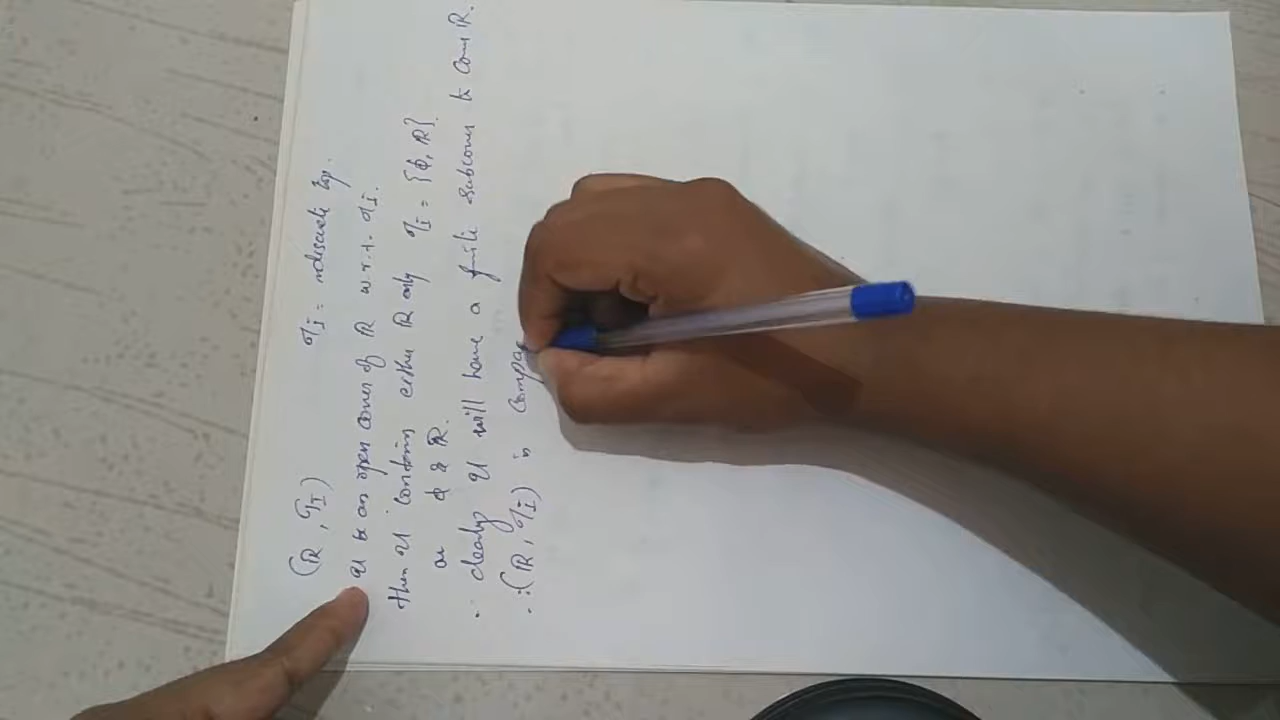 (ℝ, 𝒯_I) 𝒯_I = indiscrete top.
𝒰 be an open cover of ℝ w.r.t. 𝒯_I.
then 𝒰 contains either ℝ only 𝒯_I = {ϕ, ℝ}.
or ϕ & ℝ.
∴ clearly 𝒰 will have a finite subcover to cover ℝ.
∴ (ℝ, 𝒯_I) is compa